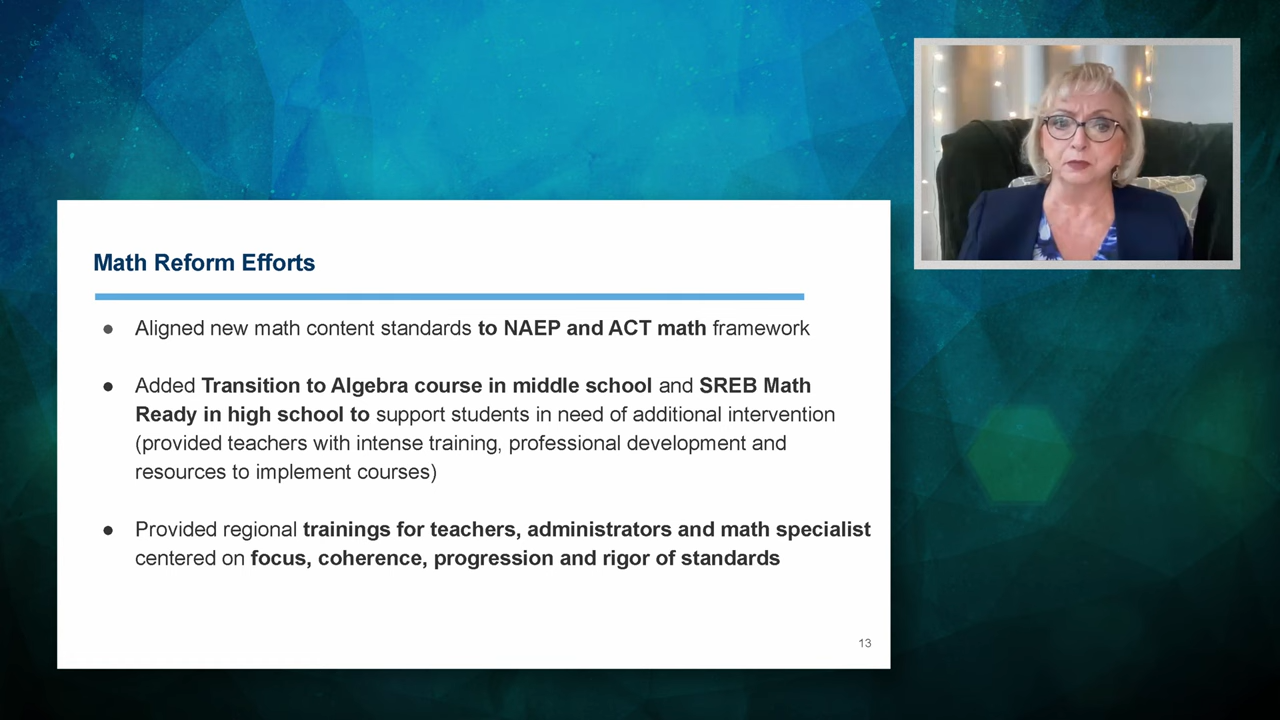 Math Reform Efforts
● Aligned new math content standards to NAEP and ACT math framework
● Added Transition to Algebra course in middle school and SREB Math
Ready in high school to support students in need of additional intervention
(provided teachers with intense training, professional development and
resources to implement courses)
● Provided regional trainings for teachers, administrators and math specialist
centered on focus, coherence, progression and rigor of standards
13